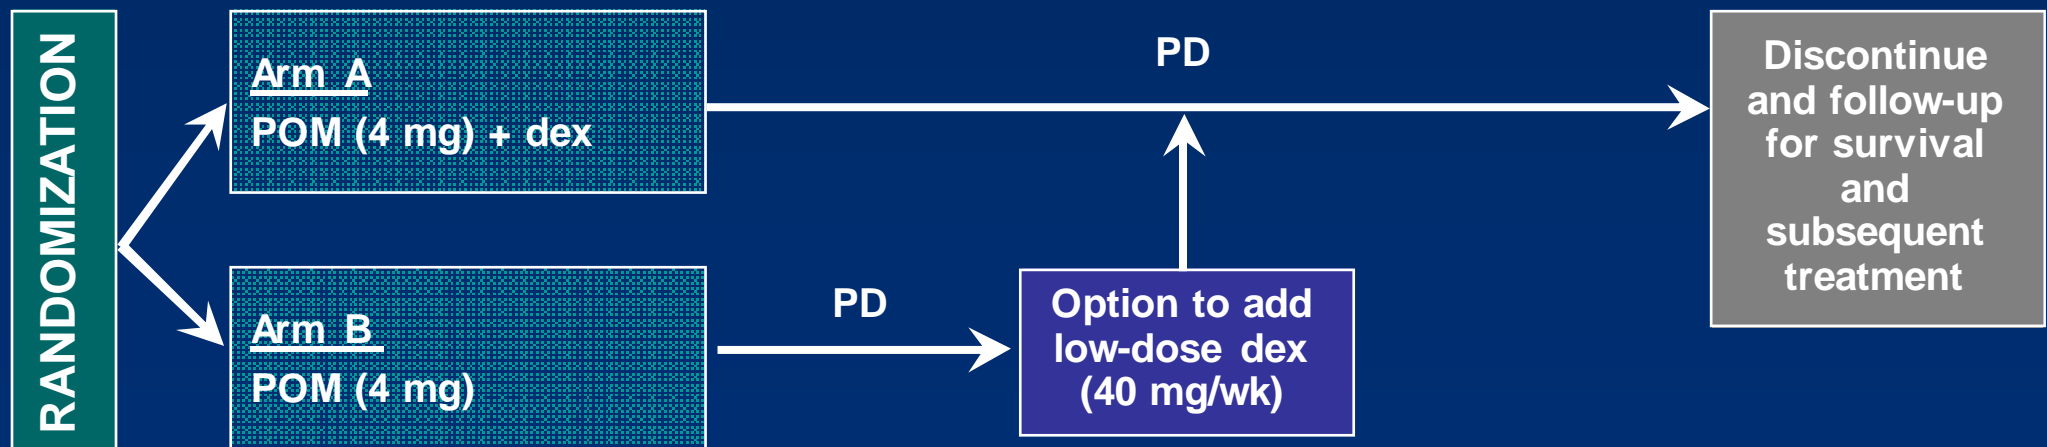 RANDOMIZATION
Arm A
POM (4 mg) + dex
PD
Discontinue
and follow-up
for survival
and
subsequent
treatment
Arm B
POM (4 mg)
PD
Option to add
low-dose dex
(40 mg/wk)